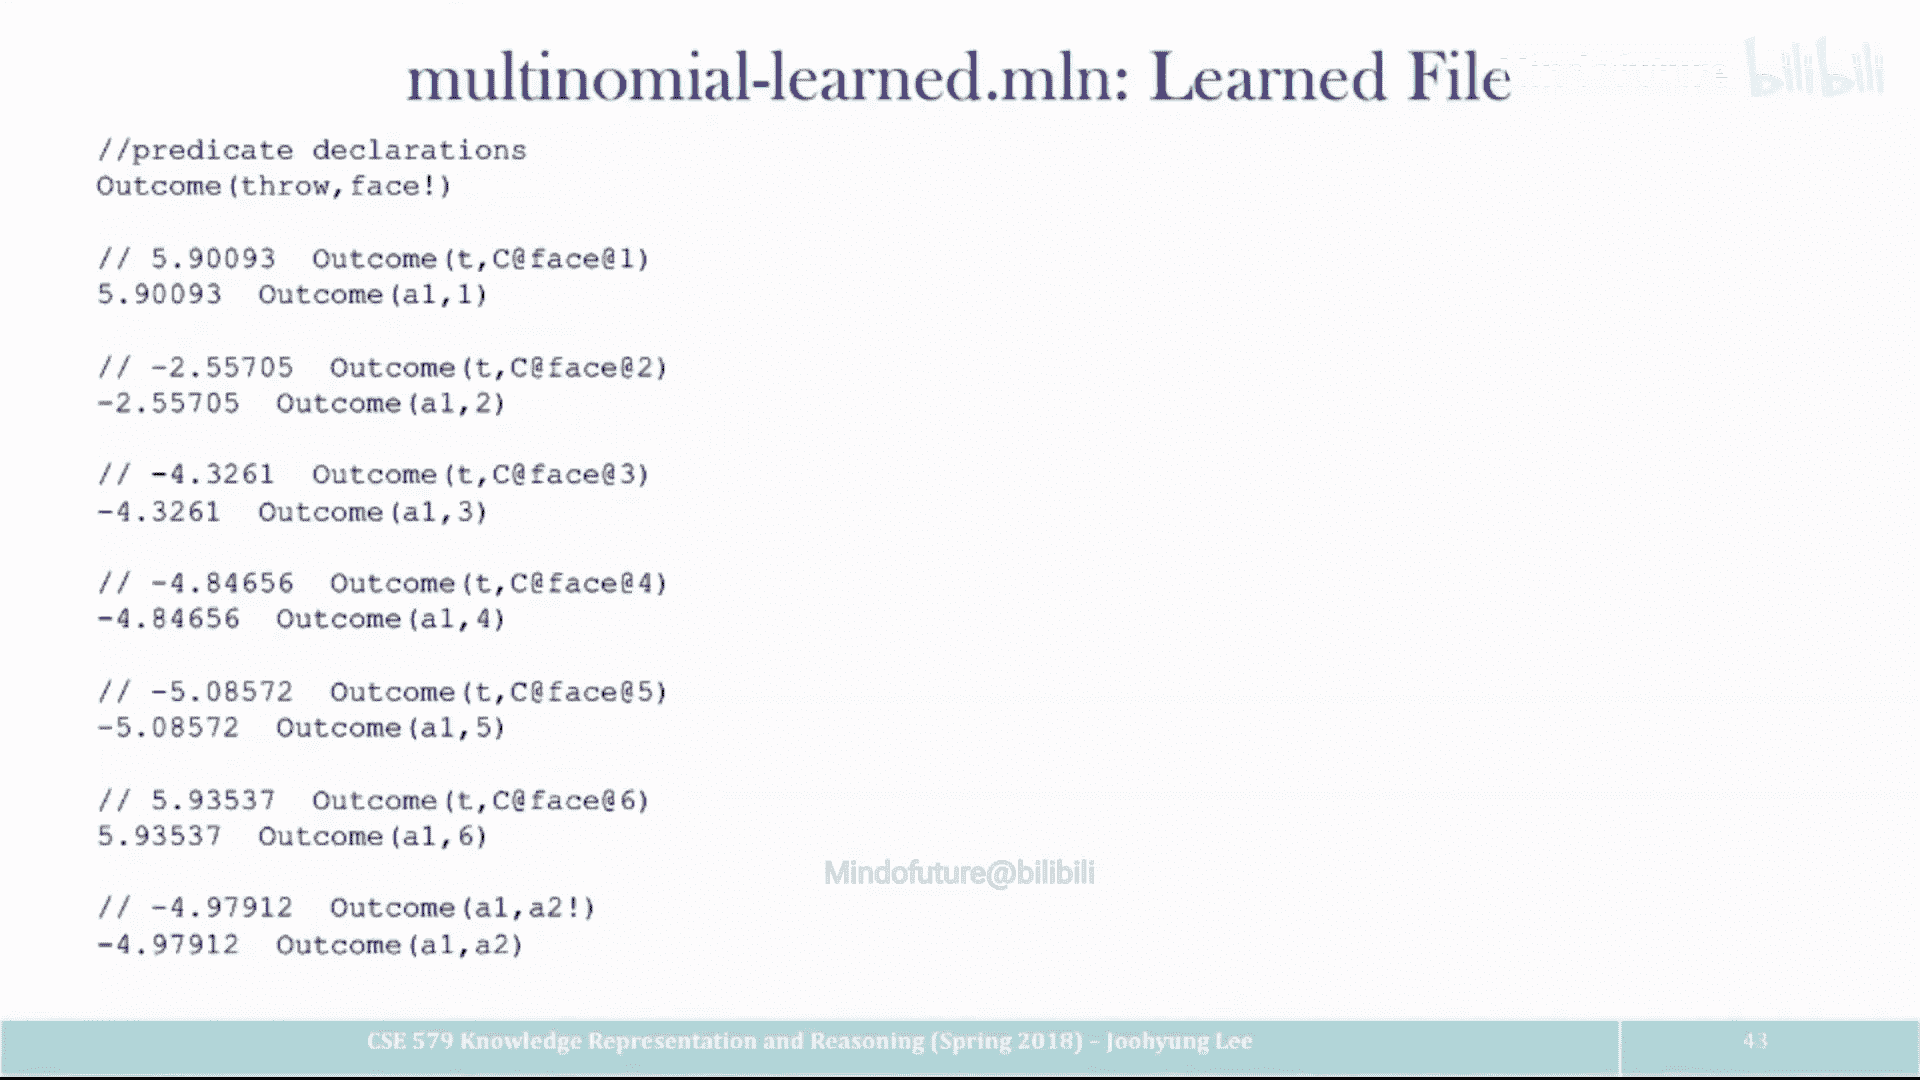 multinomial-learned.mln: Learned File
bilibili
//predicate declarations
Outcome(throw,face!)
// 5.90093  Outcome(t,C@face@1)
5.90093  Outcome(a1,1)
// -2.55705  Outcome(t,C@face@2)
-2.55705  Outcome(a1,2)
// -4.3261  Outcome(t,C@face@3)
-4.3261  Outcome(a1,3)
// -4.84656  Outcome(t,C@face@4)
-4.84656  Outcome(a1,4)
// -5.08572  Outcome(t,C@face@5)
-5.08572  Outcome(a1,5)
// 5.93537  Outcome(t,C@face@6)
5.93537  Outcome(a1,6)
Mindofuture@bilibili
// -4.97912  Outcome(a1,a2!)
-4.97912  Outcome(a1,a2)
CSE 579 Knowledge Representation and Reasoning (Spring 2018) – Joohyung Lee
43